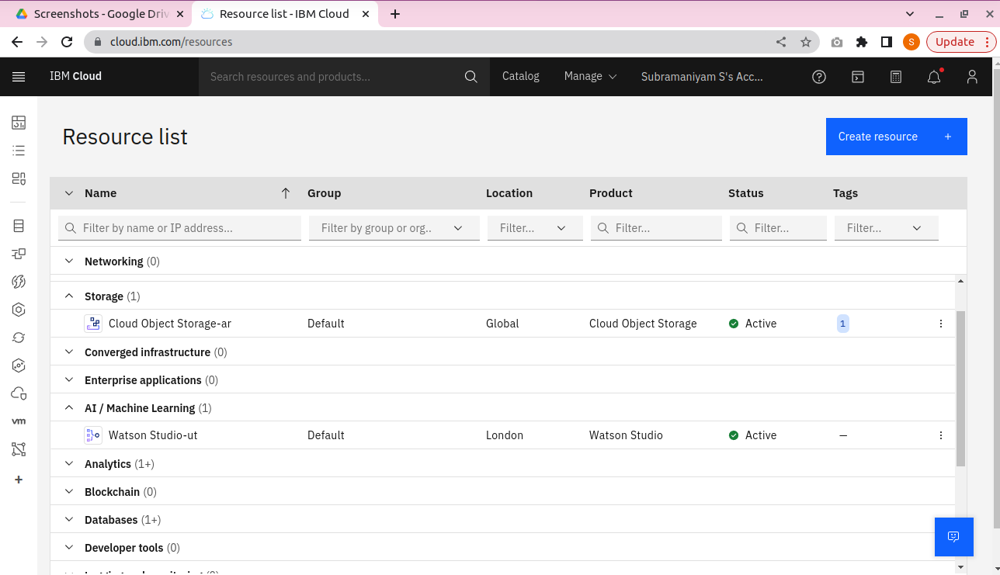 Screenshots - Google Driv
Resource list - IBM Cloud
cloud.ibm.com/resources
S
Update
IBM Cloud
Search resources and products...
Catalog
Manage
Subramaniyam S's Acc...
Resource list
Create resource +
Name
Group
Location
Product
Status
Tags
Filter by name or IP address...
Filter by group or org..
Filter...
Filter...
Filter...
Filter...
Networking (0)
Storage (1)
Cloud Object Storage-ar Default Global Cloud Object Storage Active 1
Converged infrastructure (0)
Enterprise applications (0)
AI / Machine Learning (1)
Watson Studio-ut Default London Watson Studio Active —
Analytics (1+)
Blockchain (0)
Databases (1+)
vm
Developer tools (0)